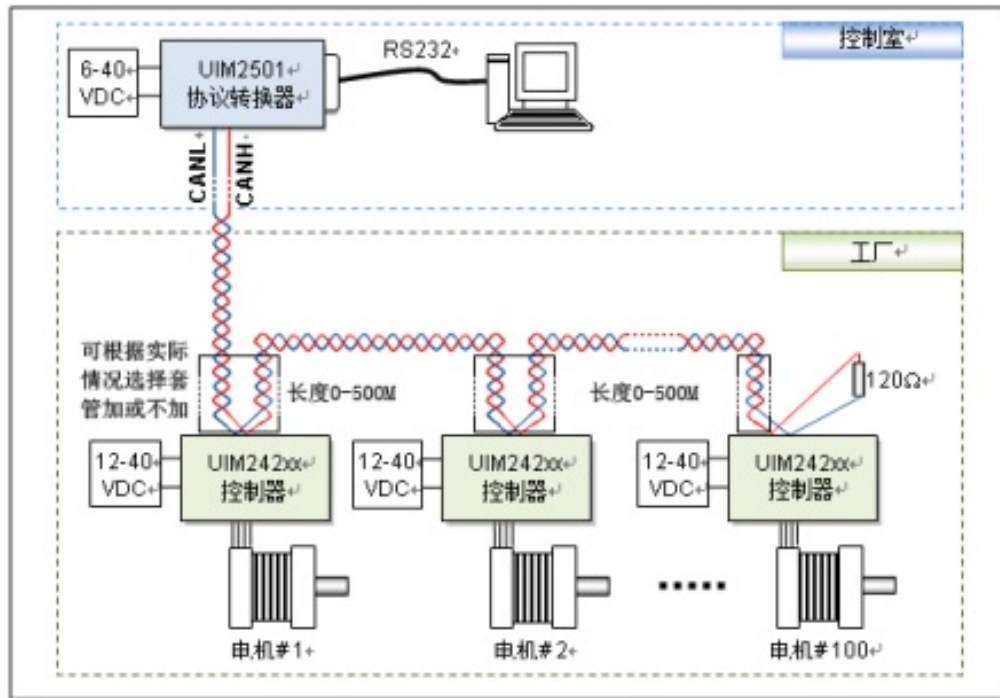 控制室
RS232
6-40
VDC
UIM2501
协议转换器
CANL
CANH
工厂
可根据实际
情况选择套
管加或不加
长度0-500M
长度0-500M
120Ω
12-40
VDC
UIM242xx
控制器
12-40
VDC
UIM242xx
控制器
12-40
VDC
UIM242xx
控制器
电机#1
电机#2
电机#100